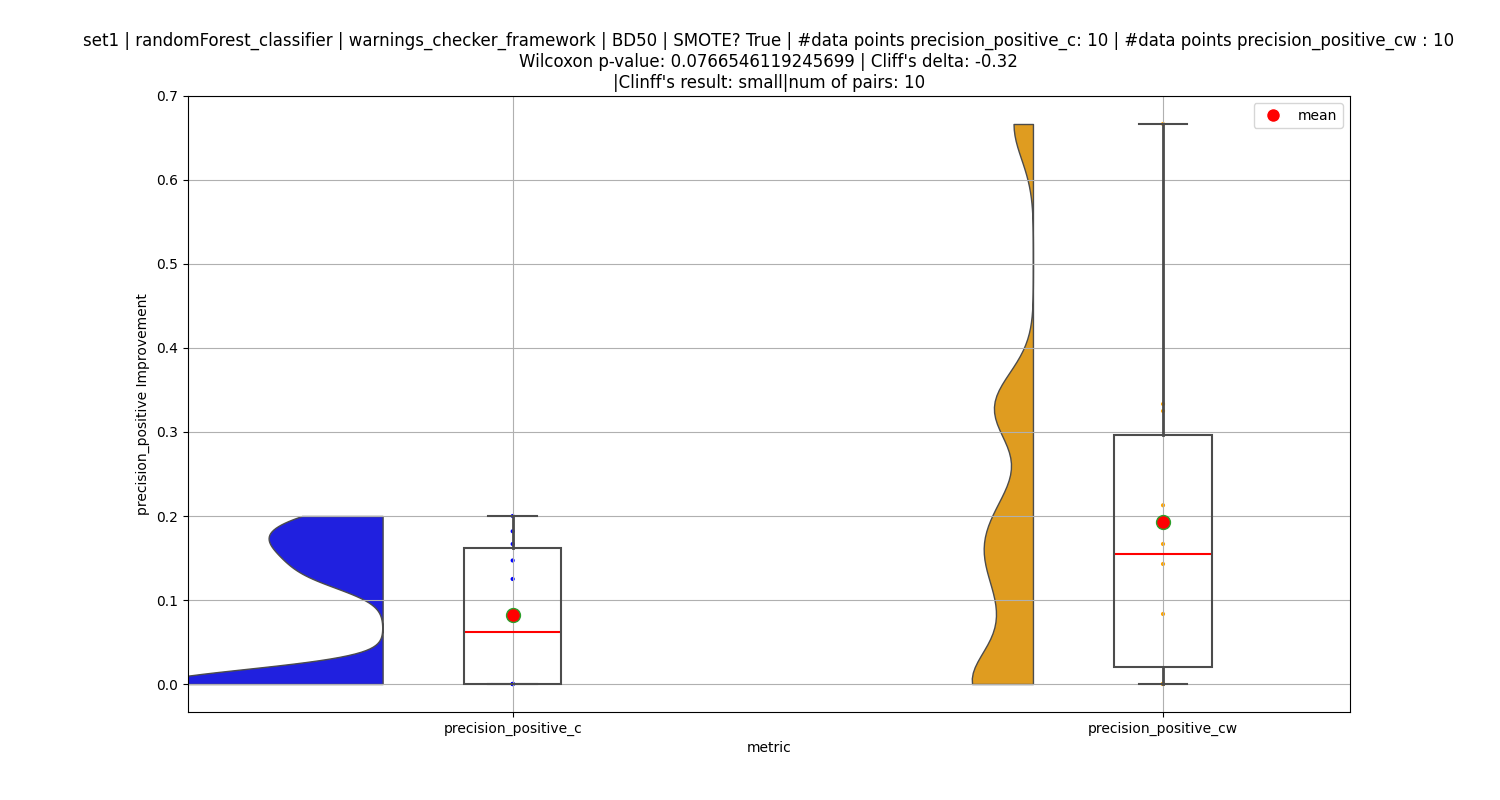 set1 | randomForest_classifier | warnings_checker_framework | BD50 | SMOTE? True | #data points precision_positive_c: 10 | #data points precision_positive_cw : 10
Wilcoxon p-value: 0.0766546119245699 | Cliff's delta: -0.32
|Clinff's result: small|num of pairs: 10
mean
0.7
0.6
0.5
0.4
0.3
0.2
0.1
0.0
precision_positive Improvement
precision_positive_c
precision_positive_cw
metric